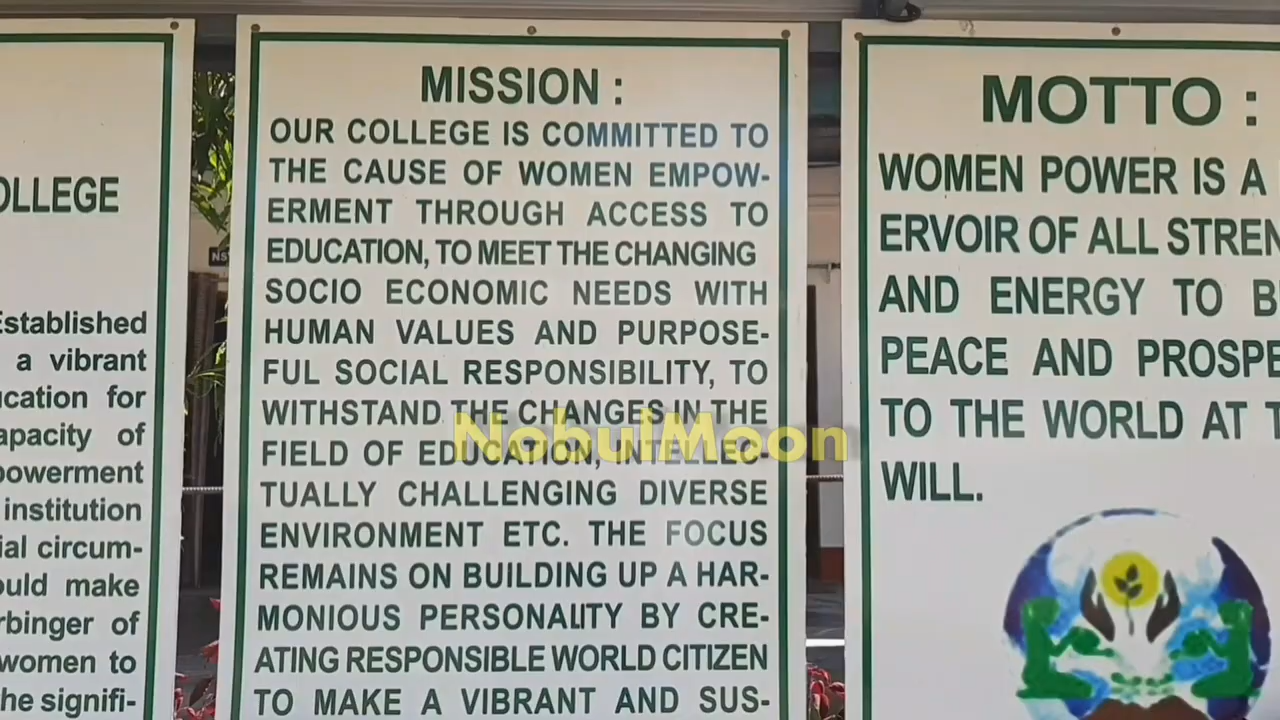 OLLEGE
Established
a vibrant
cation for
apacity of
powerment
institution
ial circum-
ould make
rbinger of
women to
he signifi-
MISSION :
OUR COLLEGE IS COMMITTED TO
THE CAUSE OF WOMEN EMPOW-
ERMENT THROUGH ACCESS TO
EDUCATION, TO MEET THE CHANGING
SOCIO ECONOMIC NEEDS WITH
HUMAN VALUES AND PURPOSE-
FUL SOCIAL RESPONSIBILITY, TO
WITHSTAND THE CHANGES IN THE
FIELD OF EDUCATION, INTELLEC-
TUALLY CHALLENGING DIVERSE
ENVIRONMENT ETC. THE FOCUS
REMAINS ON BUILDING UP A HAR-
MONIOUS PERSONALITY BY CRE-
ATING RESPONSIBLE WORLD CITIZEN
TO MAKE A VIBRANT AND SUS-
MOTTO :
WOMEN POWER IS A
ERVOIR OF ALL STREN
AND ENERGY TO B
PEACE AND PROSPE
TO THE WORLD AT T
WILL.
NobulMoon